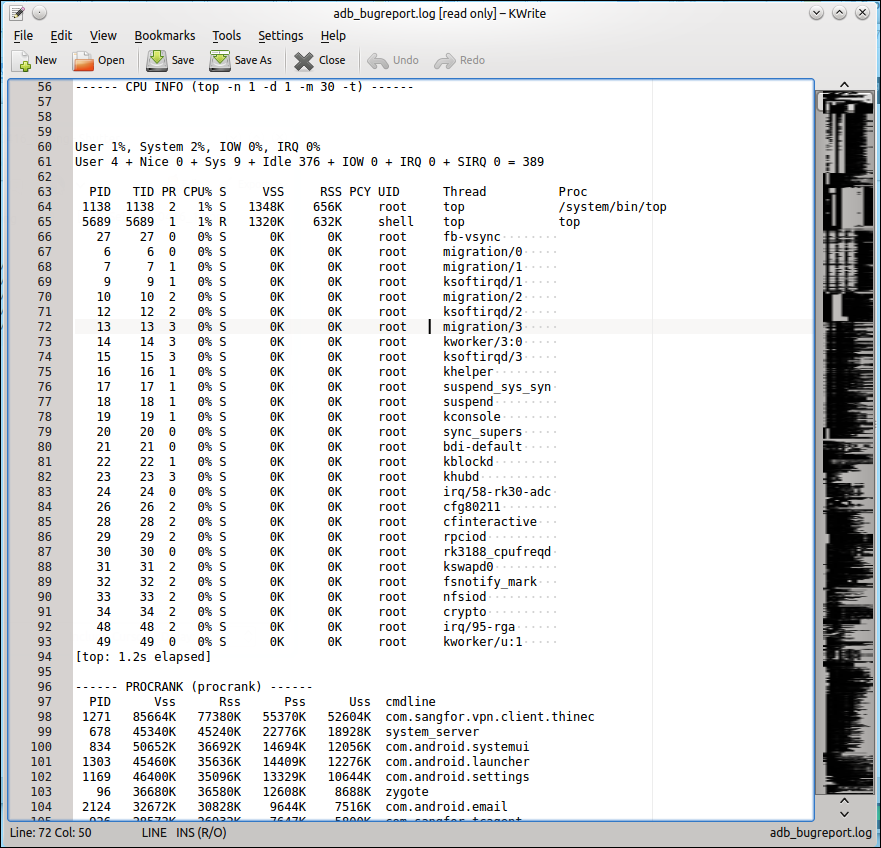 adb_bugreport.log [read only] – KWrite
File Edit View Bookmarks Tools Settings Help
New Open Save Save As Close Undo Redo
56 ------ CPU INFO (top -n 1 -d 1 -m 30 -t) ------
57
58
59
60 User 1%, System 2%, IOW 0%, IRQ 0%
61 User 4 + Nice 0 + Sys 9 + Idle 376 + IOW 0 + IRQ 0 + SIRQ 0 = 389
62
63 PID TID PR CPU% S VSS RSS PCY UID Thread Proc
64 1138 1138 2 1% S 1348K 656K root top /system/bin/top
65 5689 5689 1 1% R 1320K 632K shell top top
66 27 27 0 0% S 0K 0K root fb-vsync
67 6 6 0 0% S 0K 0K root migration/0
68 7 7 1 0% S 0K 0K root migration/1
69 9 9 1 0% S 0K 0K root ksoftirqd/1
70 10 10 2 0% S 0K 0K root migration/2
71 12 12 2 0% S 0K 0K root ksoftirqd/2
72 13 13 3 0% S 0K 0K root migration/3
73 14 14 3 0% S 0K 0K root kworker/3:0
74 15 15 3 0% S 0K 0K root ksoftirqd/3
75 16 16 1 0% S 0K 0K root khelper
76 17 17 1 0% S 0K 0K root suspend_sys_syn
77 18 18 1 0% S 0K 0K root suspend
78 19 19 1 0% S 0K 0K root kconsole
79 20 20 0 0% S 0K 0K root sync_supers
80 21 21 0 0% S 0K 0K root bdi-default
81 22 22 1 0% S 0K 0K root kblockd
82 23 23 3 0% S 0K 0K root khubd
83 24 24 0 0% S 0K 0K root irq/58-rk30-adc
84 26 26 2 0% S 0K 0K root cfg80211
85 28 28 2 0% S 0K 0K root cfinteractive
86 29 29 2 0% S 0K 0K root rpciod
87 30 30 0 0% S 0K 0K root rk3188_cpufreqd
88 31 31 2 0% S 0K 0K root kswapd0
89 32 32 2 0% S 0K 0K root fsnotify_mark
90 33 33 2 0% S 0K 0K root nfsiod
91 34 34 2 0% S 0K 0K root crypto
92 48 48 2 0% S 0K 0K root irq/95-rga
93 49 49 0 0% S 0K 0K root kworker/u:1
94 [top: 1.2s elapsed]
95
96 ------ PROCRANK (procrank) ------
97 PID Vss Rss Pss Uss cmdline
98 1271 85664K 77380K 55370K 52604K com.sangfor.vpn.client.thinec
99 678 45340K 45240K 22776K 18928K system_server
100 834 50652K 36692K 14694K 12056K com.android.systemui
101 1303 45460K 35636K 14409K 12276K com.android.launcher
102 1169 46400K 35096K 13329K 10644K com.android.settings
103 96 36680K 36580K 12608K 8688K zygote
104 2124 32672K 30828K 9644K 7516K com.android.email
Line: 72 Col: 50 LINE INS (R/O) adb_bugreport.log